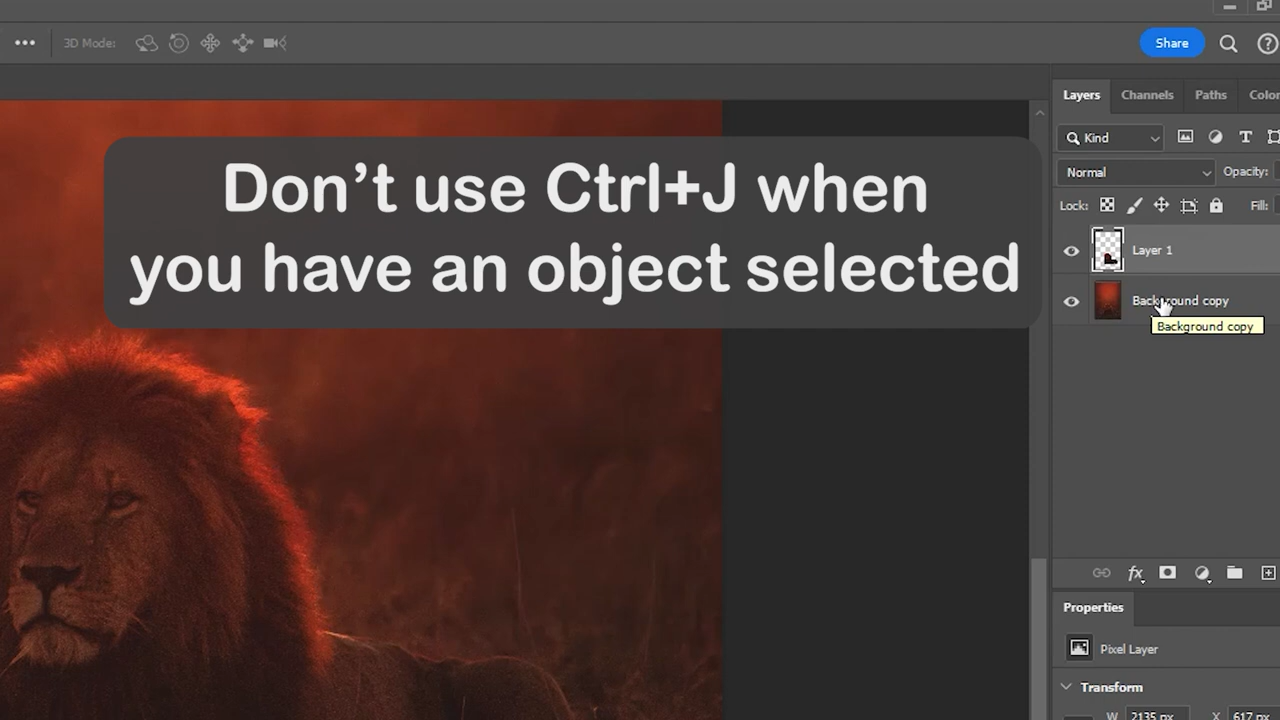 3D Mode:
Share
Layers
Channels
Paths
Color
Don't use Ctrl+J when
you have an object selected
Kind
Normal
Opacity:
Lock:
Fill:
Layer 1
Background copy
Background copy
fx
Properties
Pixel Layer
Transform
W 2135 px X 617 px